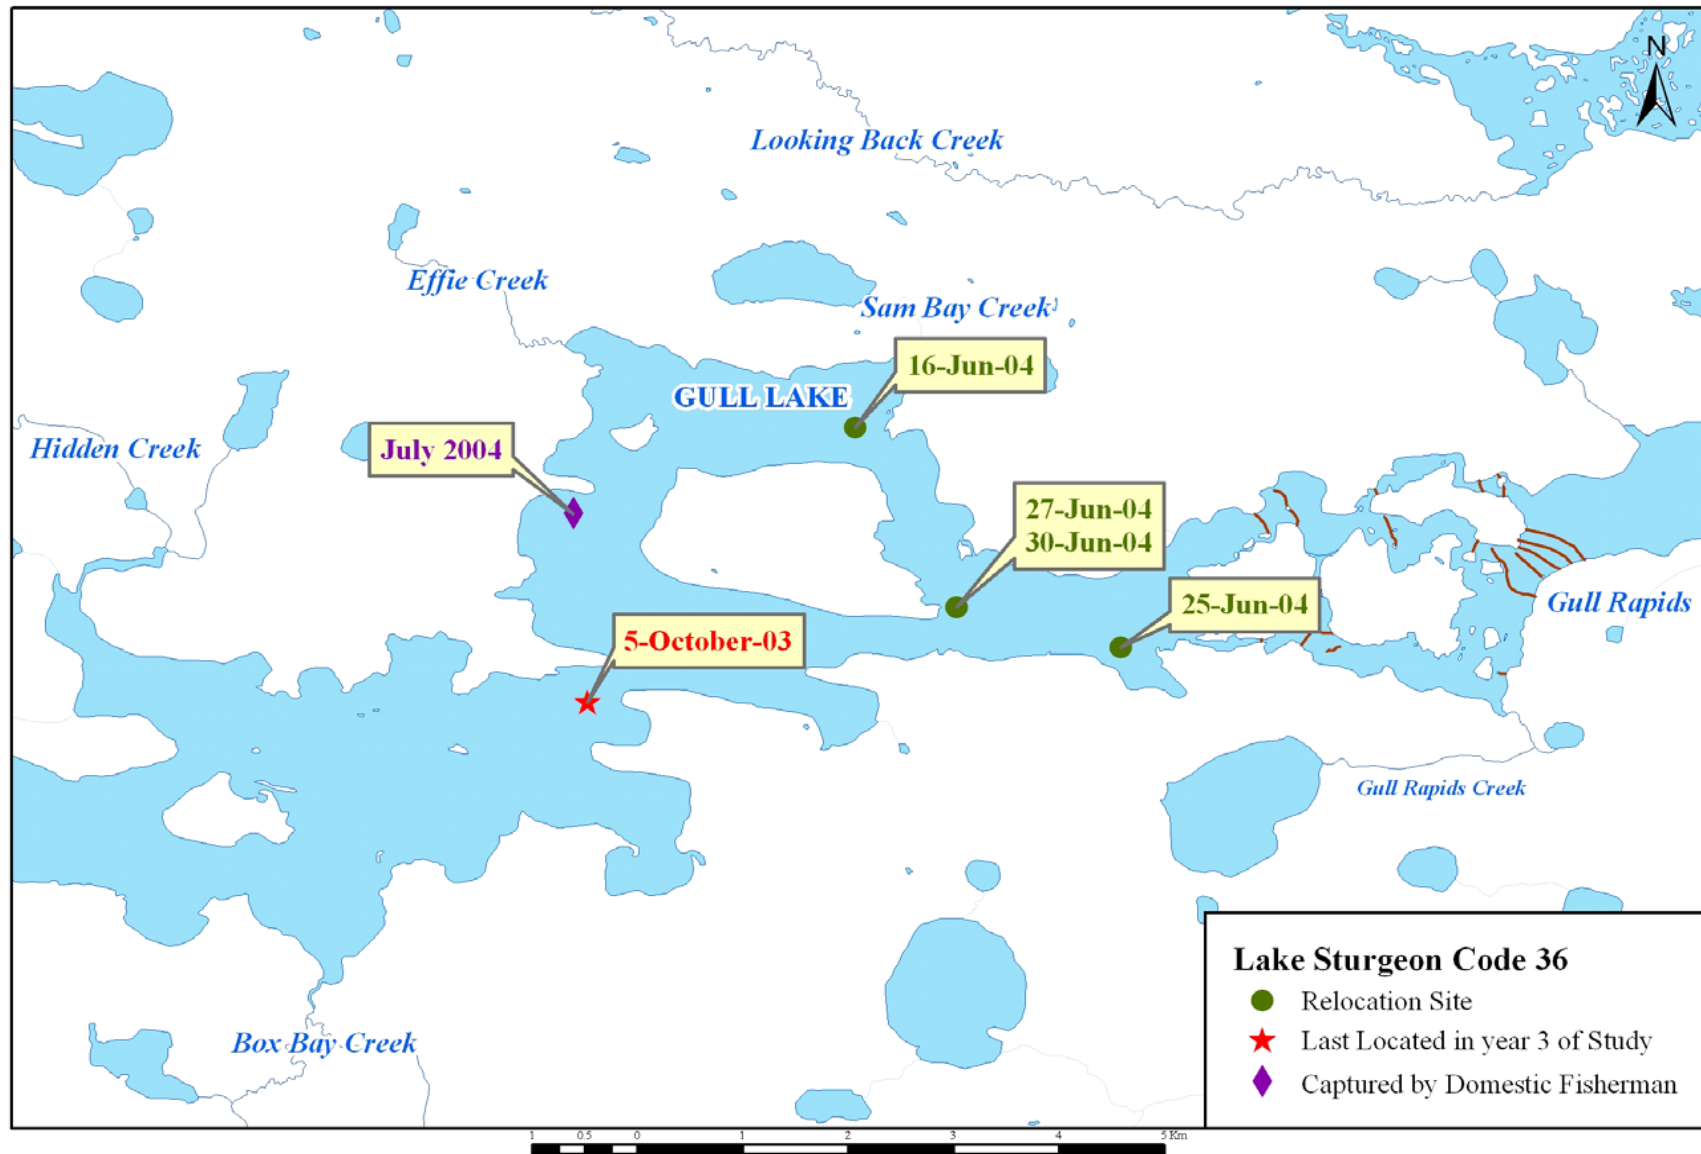 N
Looking Back Creek
Effie Creek
Sam Bay Creek
16-Jun-04
GULL LAKE
Hidden Creek
July 2004
27-Jun-04
30-Jun-04
25-Jun-04
Gull Rapids
5-October-03
Gull Rapids Creek
Box Bay Creek
Lake Sturgeon Code 36
Relocation Site
Last Located in year 3 of Study
Captured by Domestic Fisherman
1 0.5 0 1 2 3 4 5 Km